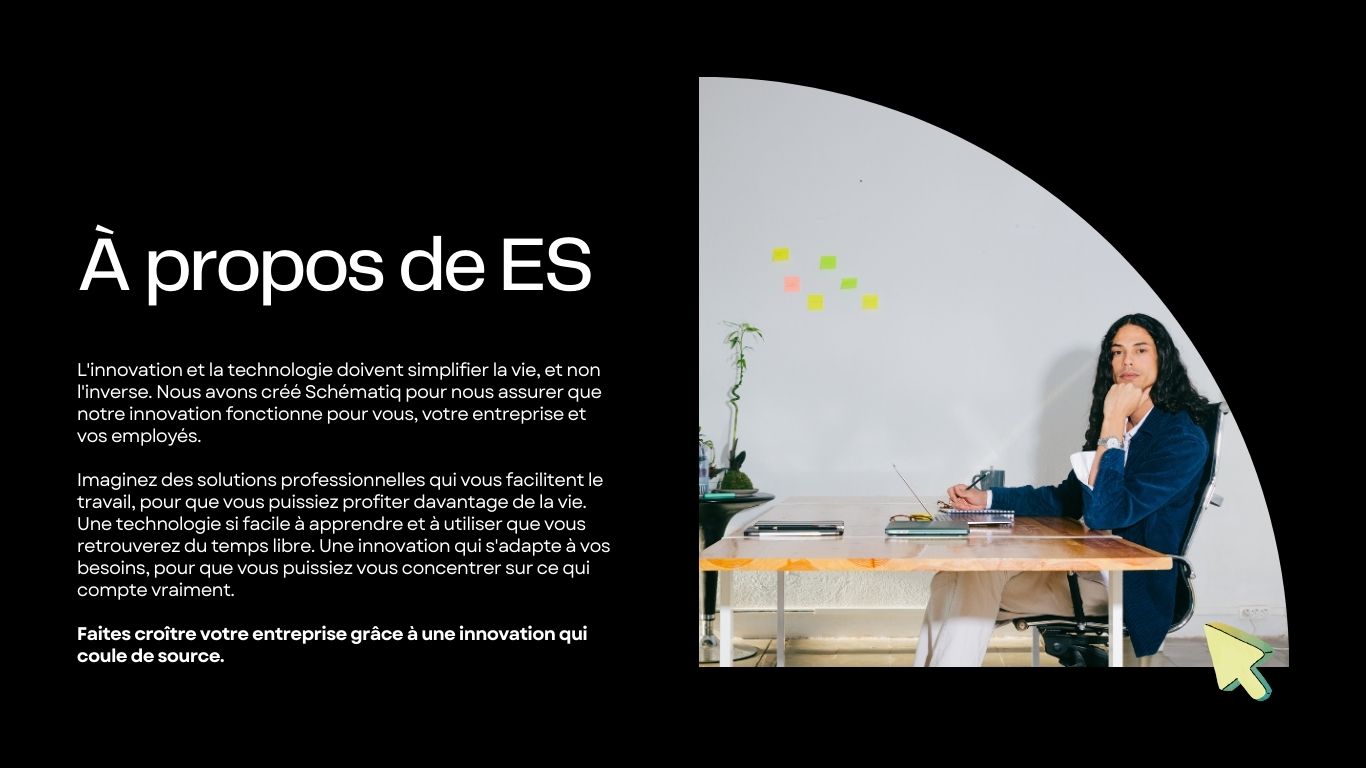 À propos de ES
L'innovation et la technologie doivent simplifier la vie, et non
l'inverse. Nous avons créé Schématiq pour nous assurer que
notre innovation fonctionne pour vous, votre entreprise et
vos employés.
Imaginez des solutions professionnelles qui vous facilitent le
travail, pour que vous puissiez profiter davantage de la vie.
Une technologie si facile à apprendre et à utiliser que vous
retrouverez du temps libre. Une innovation qui s'adapte à vos
besoins, pour que vous puissiez vous concentrer sur ce qui
compte vraiment.
Faites croître votre entreprise grâce à une innovation qui
coule de source.